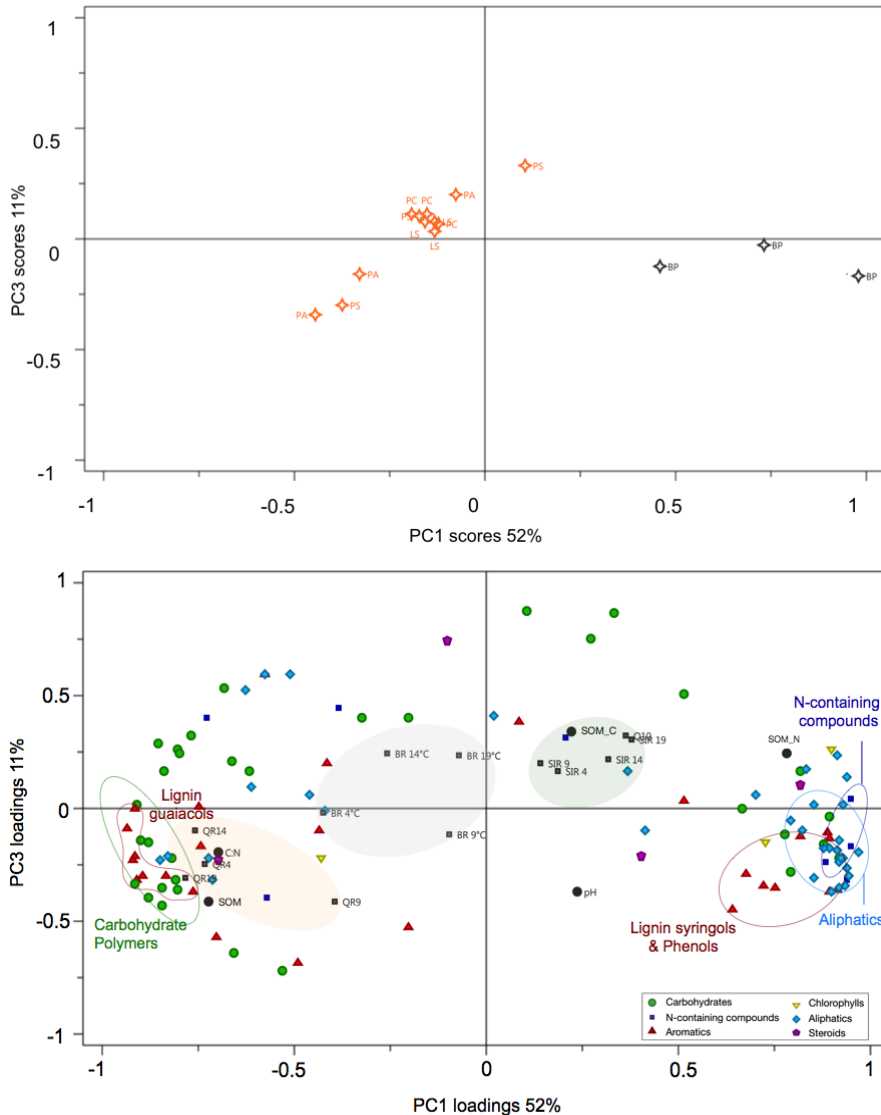 1
0.5
0
-0.5
-1
PC3 scores 11%
PS
PA
PC PC
PC
LS
LS
PA
PA
PS
BP
BP
BP
-1
-0.5
0
0.5
1
PC1 scores 52%
1
0.5
0
-0.5
-1
PC3 loadings 11%
N-containing
compounds
SOM_C
SIR 19
SOM_N
BR 14°C
BR 19°C
SIR 9
SIR 14
SIR 4
Lignin
guaiacols
BR 4°C
QR14
BR 9°C
C:N
QR4
SOM
QR9
pH
Carbohydrate
Polymers
Lignin syringols
& Phenols
Aliphatics
Carbohydrates
N-containing compounds
Aromatics
Chlorophylls
Aliphatics
Steroids
-1
-0.5
0
0.5
1
PC1 loadings 52%